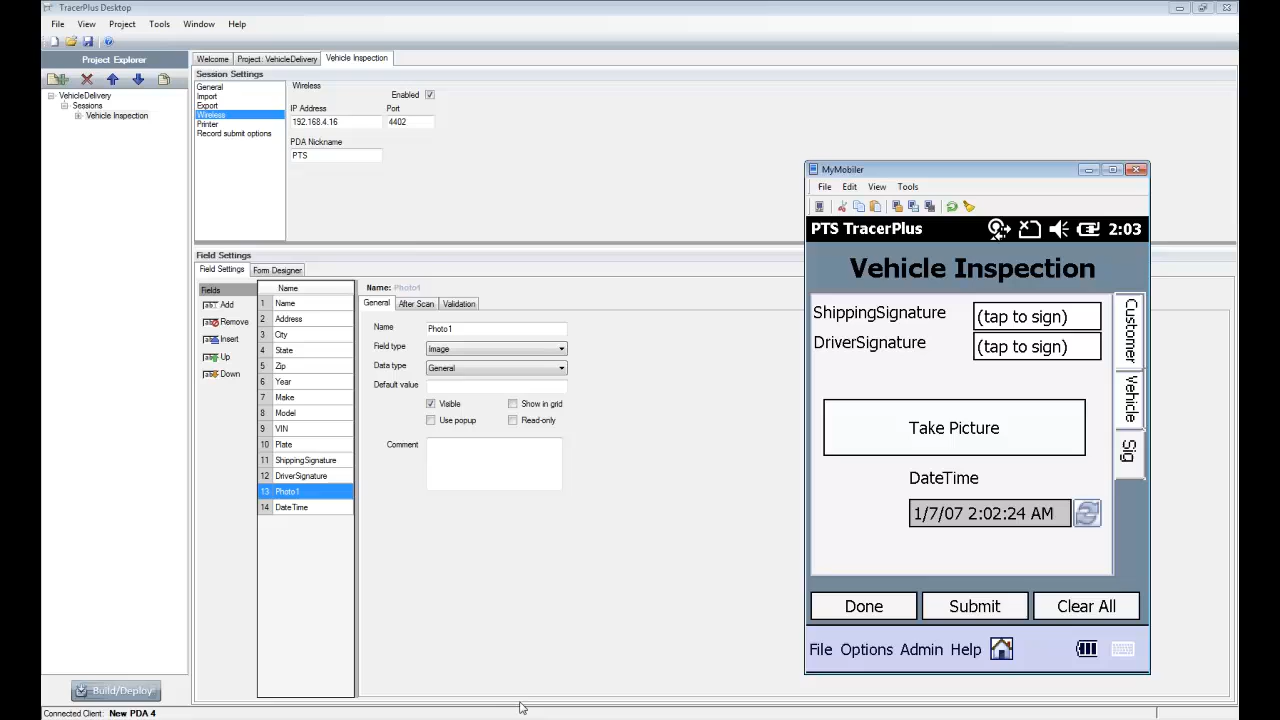 TracerPlus Desktop
File View Project Tools Window Help
Project Explorer
VehicleDelivery
Sessions
Vehicle Inspection
Build/Deploy
Connected Client: New PDA 4
Welcome Project: VehicleDelivery Vehicle Inspection
Session Settings
General
Import
Export
Wireless
Printer
Record submit options
Wireless
Enabled
IP Address Port
192.168.4.16 4402
PDA Nickname
PTS
Field Settings
Field Settings Form Designer
Fields
Add
Remove
Insert
Up
Down
Name
1 Name
2 Address
3 City
4 State
5 Zip
6 Year
7 Make
8 Model
9 VIN
10 Plate
11 ShippingSignature
12 DriverSignature
13 Photo1
14 DateTime
Name: Photo1
General After Scan Validation
Name Photo1
Field type Image
Data type General
Default value
Visible Show in grid
Use popup Read-only
Comment
MyMobiler
File Edit View Tools
PTS TracerPlus 2:03
Vehicle Inspection
ShippingSignature (tap to sign)
DriverSignature (tap to sign)
Take Picture
DateTime
1/7/07 2:02:24 AM
Customer
Vehicle
Sig
Done Submit Clear All
File Options Admin Help